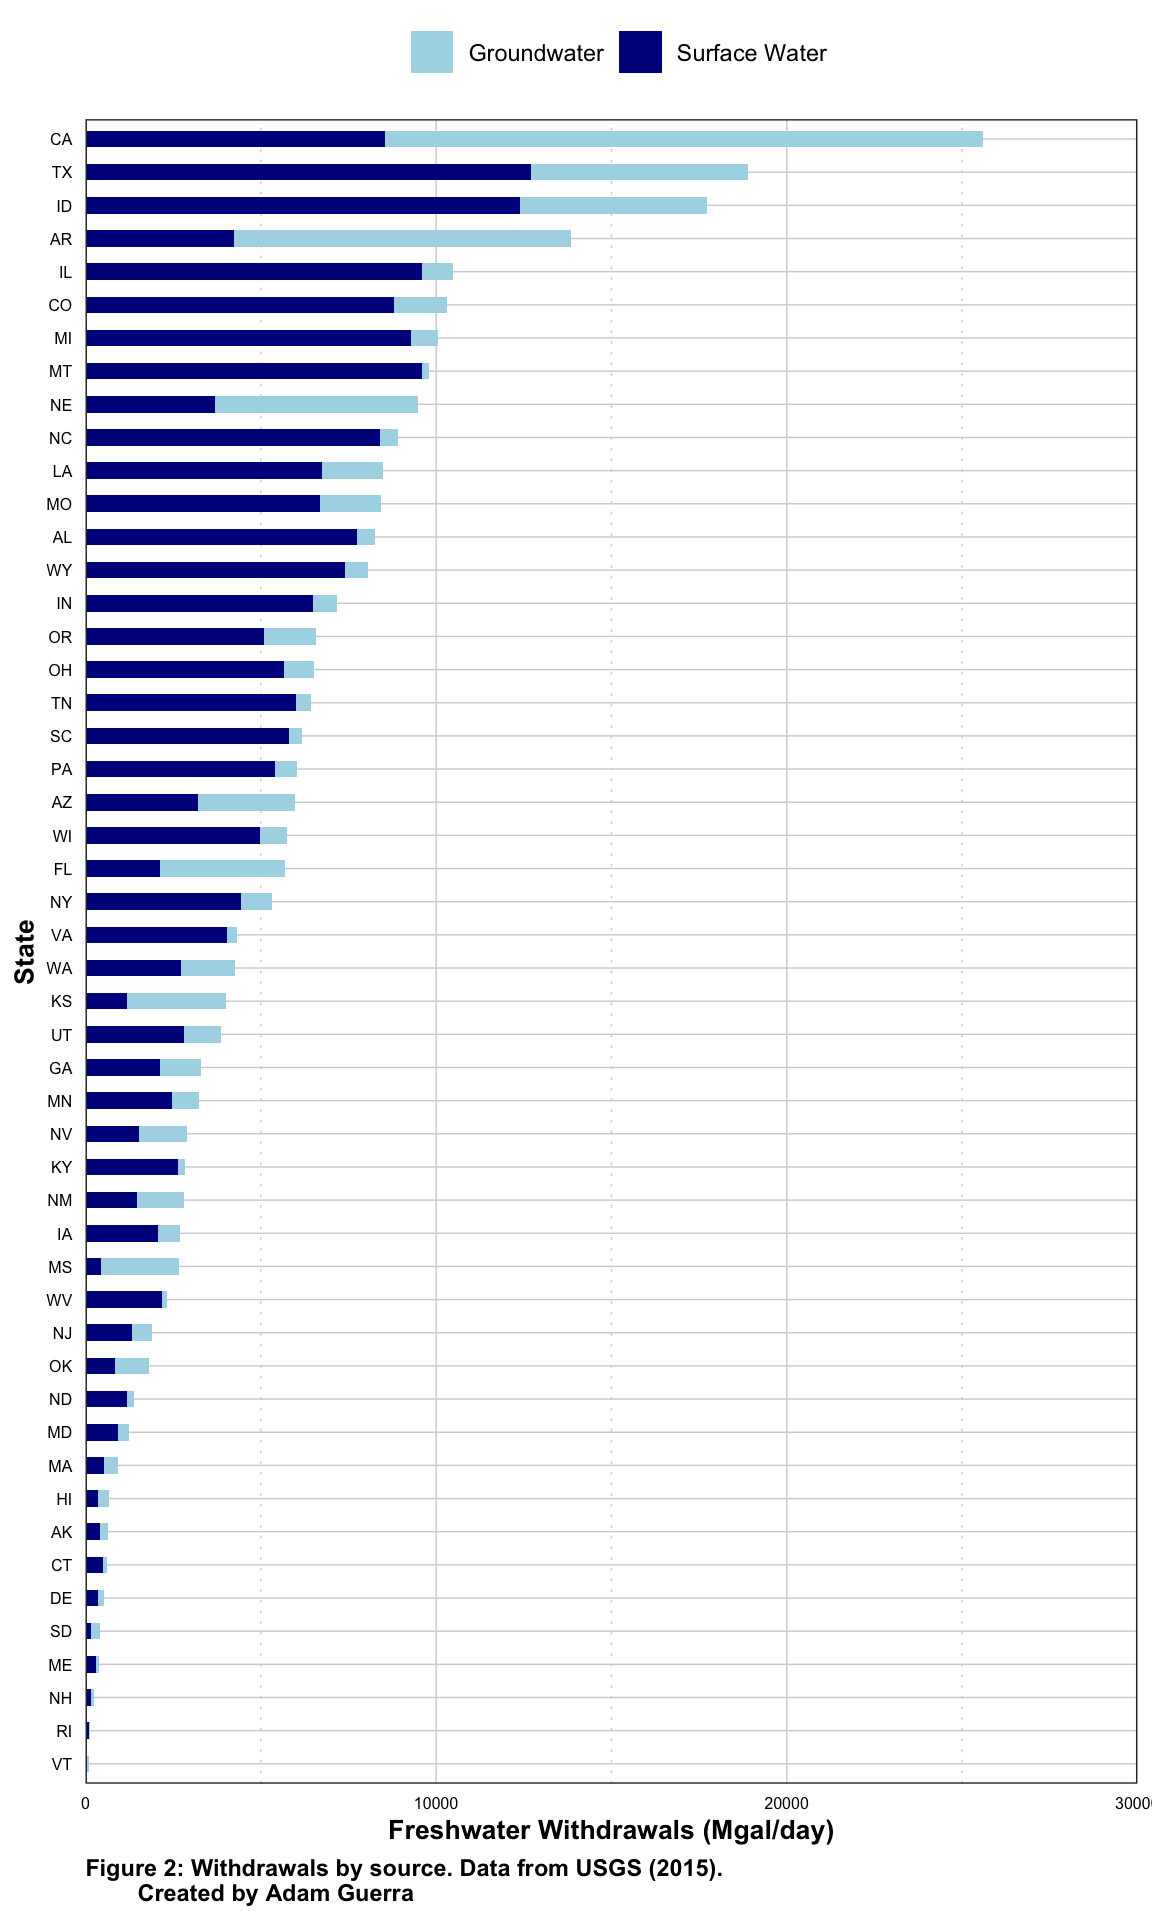 Groundwater Surface Water
CA
TX
ID
AR
IL
CO
MI
MT
NE
NC
LA
MO
AL
WY
IN
OR
OH
TN
SC
PA
AZ
WI
FL
NY
VA
WA
KS
UT
GA
MN
NV
KY
NM
IA
MS
WV
NJ
OK
ND
MD
MA
HI
AK
CT
DE
SD
ME
NH
RI
VT
State
0 10000 20000 3000
Freshwater Withdrawals (Mgal/day)
Figure 2: Withdrawals by source. Data from USGS (2015).
Created by Adam Guerra